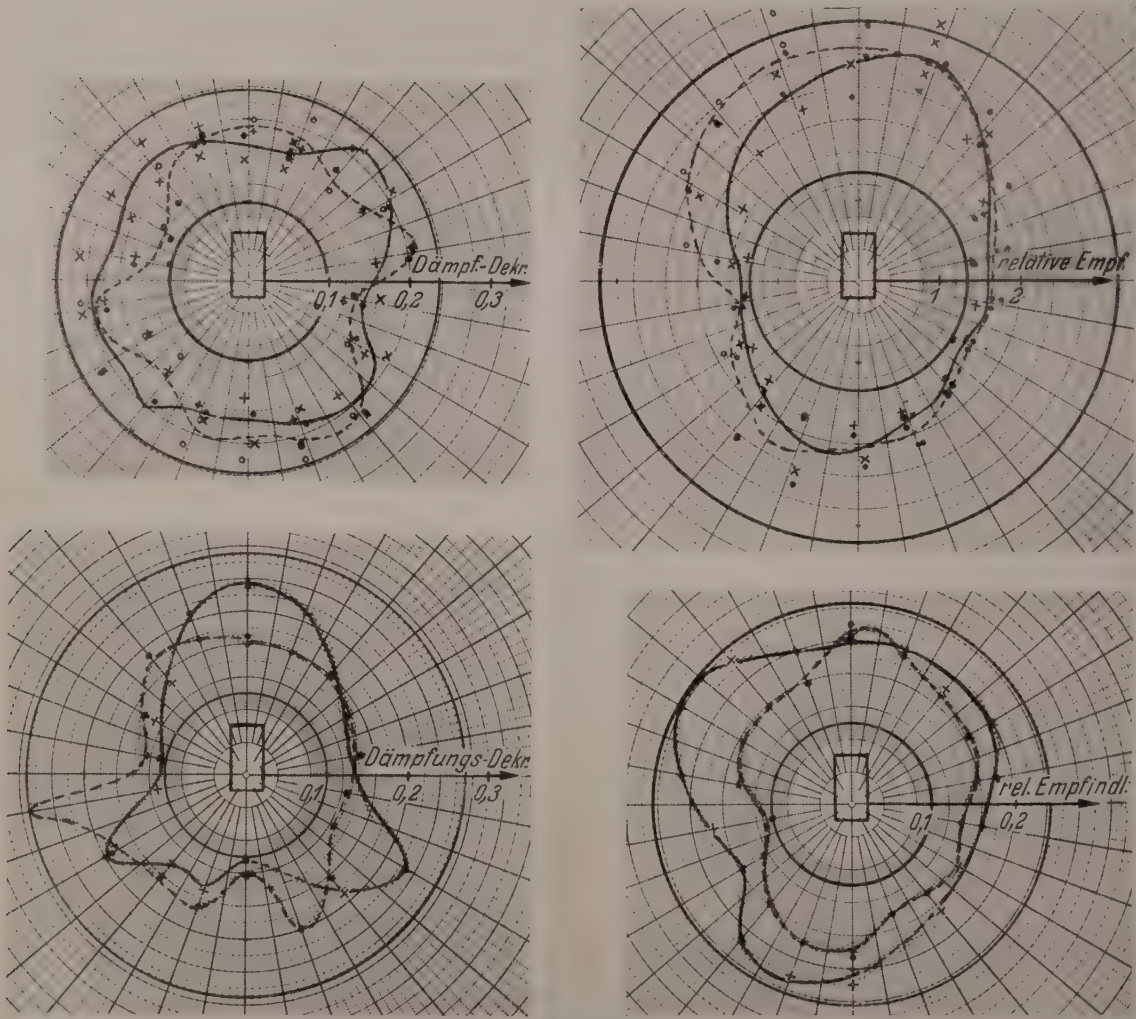 Dämpf.-Dekr.
0,1 0,2 0,3
relative Empf.
1 2
Dämpfungs-Dekr.
0,1 0,2 0,3
rel. Empfindl.
0,1 0,2